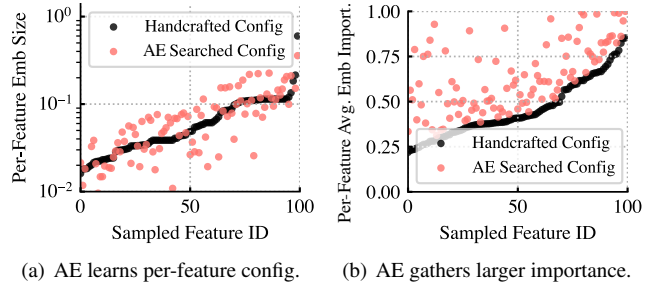 Per-Feature Emb Size
10⁰
10⁻¹
10⁻²
Handcrafted Config
AE Searched Config
0
50
100
Sampled Feature ID
(a) AE learns per-feature config.
Per-Feature Avg. Emb Import.
1.00
0.75
0.50
0.25
0.00
Handcrafted Config
AE Searched Config
0
50
100
Sampled Feature ID
(b) AE gathers larger importance.